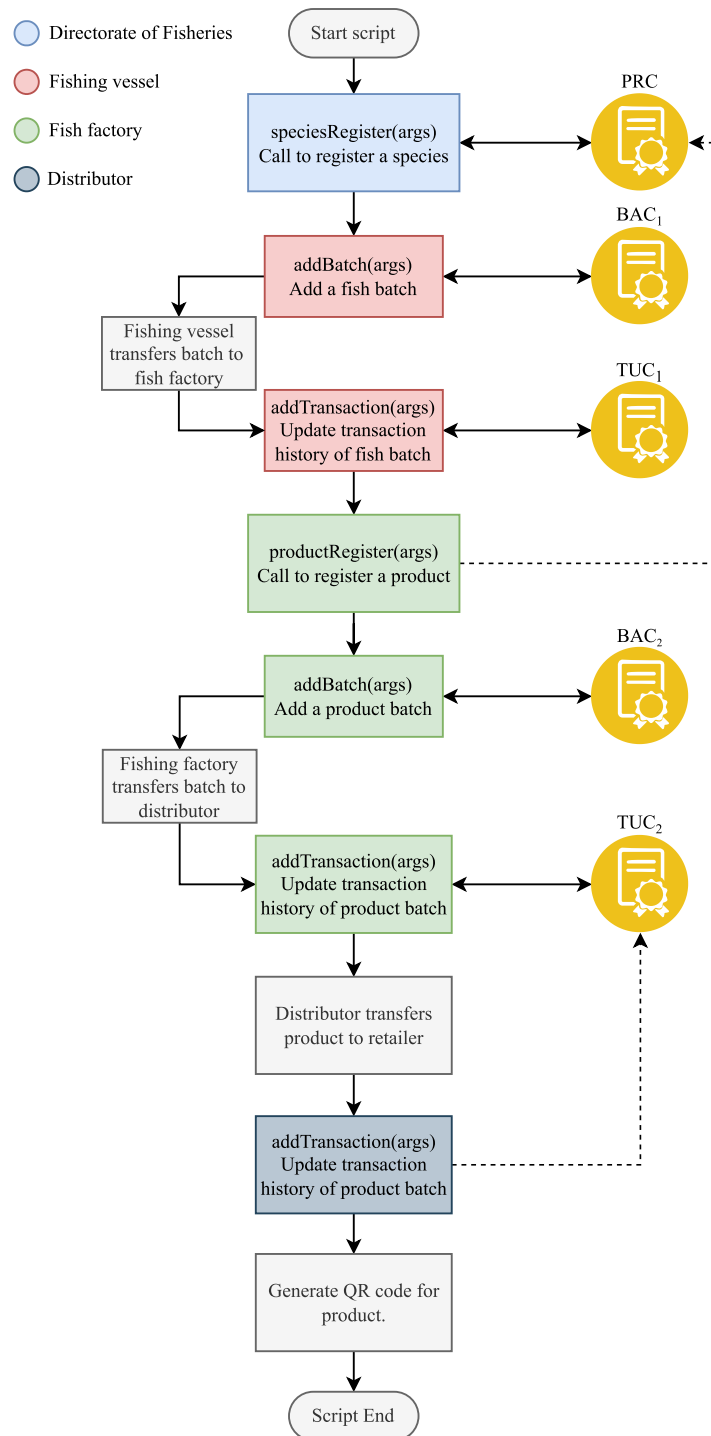 Directorate of Fisheries
Fishing vessel
Fish factory
Distributor
Start script
speciesRegister(args)
Call to register a species
PRC
addBatch(args)
Add a fish batch
BAC₁
Fishing vessel
transfers batch to
fish factory
addTransaction(args)
Update transaction
history of fish batch
TUC₁
productRegister(args)
Call to register a product
addBatch(args)
Add a product batch
BAC₂
Fishing factory
transfers batch to
distributor
addTransaction(args)
Update transaction
history of product batch
TUC₂
Distributor transfers
product to retailer
addTransaction(args)
Update transaction
history of product batch
Generate QR code for
product.
Script End